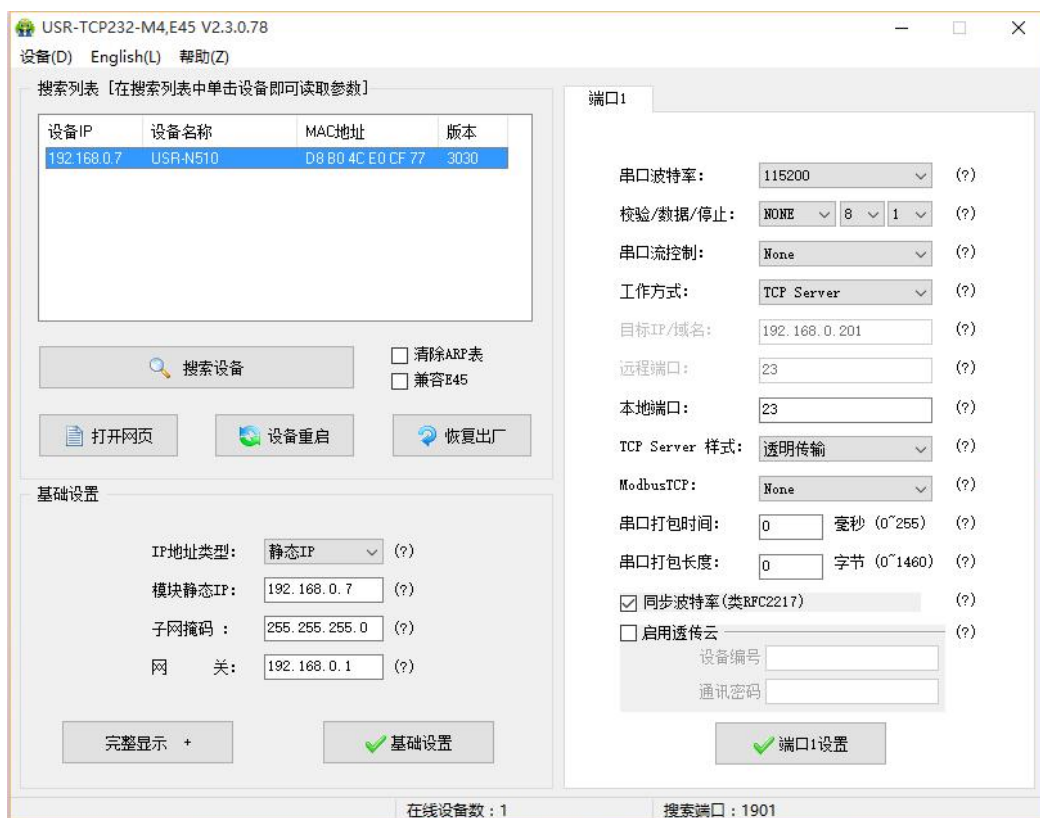 USR-TCP232-M4,E45 V2.3.0.78
设备(D) English(L) 帮助(Z)
搜索列表 [在搜索列表中单击设备即可读取参数]
设备IP 设备名称 MAC地址 版本
192.168.0.7 USR-N510 D8 B0 4C E0 CF 77 3030
搜索设备
清除ARP表
兼容E45
打开网页 设备重启 恢复出厂
基础设置
IP地址类型: 静态IP (?)
模块静态IP: 192.168.0.7 (?)
子网掩码 : 255.255.255.0 (?)
网 关: 192.168.0.1 (?)
完整显示 + 基础设置
端口1
串口波特率: 115200 (?)
校验/数据/停止: NONE 8 1 (?)
串口流控制: None (?)
工作方式: TCP Server (?)
目标IP/域名: 192.168.0.201 (?)
远程端口: 23 (?)
本地端口: 23 (?)
TCP Server 样式: 透明传输 (?)
ModbusTCP: None (?)
串口打包时间: 0 毫秒 (0~255) (?)
串口打包长度: 0 字节 (0~1460) (?)
同步波特率(类RFC2217) (?)
启用透传云 (?)
设备编号
通讯密码
端口1设置
在线设备数：1 搜索端口：1901